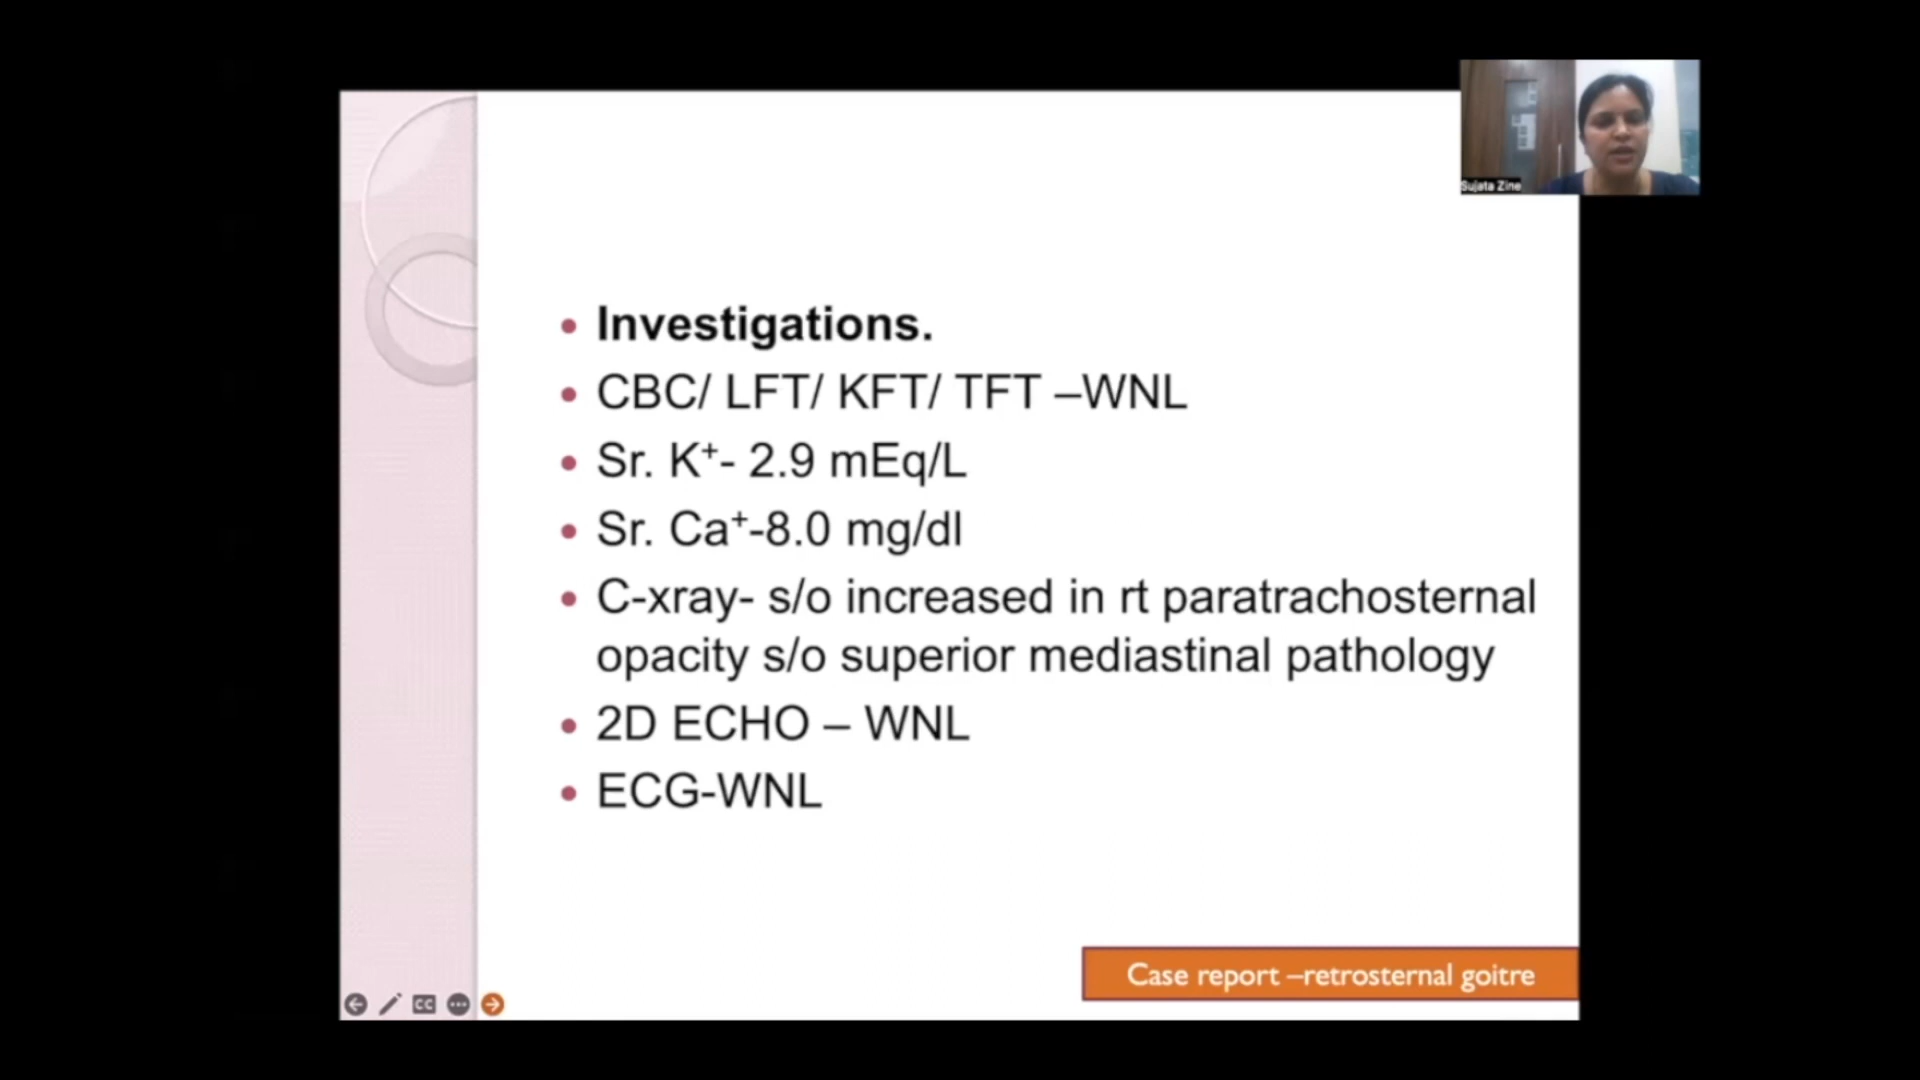 Sujata Zine
Investigations.
CBC/ LFT/ KFT/ TFT –WNL
Sr. K⁺- 2.9 mEq/L
Sr. Ca⁺-8.0 mg/dl
C-xray- s/o increased in rt paratrachosternal
opacity s/o superior mediastinal pathology
2D ECHO – WNL
ECG-WNL
Case report –retrosternal goitre
CC